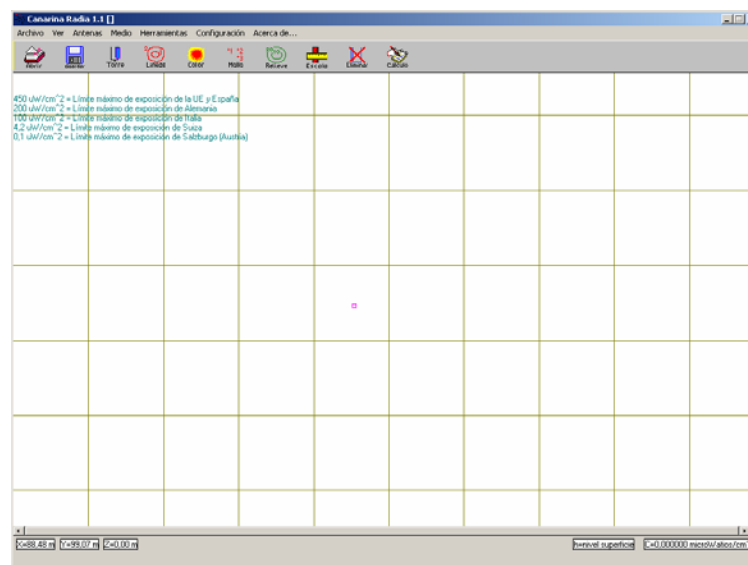 Canarina Radia 1.1 []
Archivo Ver Antenas Medio Herramientas Configuración Acerca de...
Abrir Guardar Torre Limite Color Malla Relieve Escala Eliminar Calculo
450 uW/cm^2 = Límite máximo de exposición de la UE y España
200 uW/cm^2 = Límite máximo de exposición de Alemania
100 uW/cm^2 = Límite máximo de exposición de Italia
4,2 uW/cm^2 = Límite máximo de exposición de Suiza
0,1 uW/cm^2 = Límite máximo de exposición de Salzburgo (Austria)
X=88,48 m Y=99,07 m Z=0,00 m h=nivel superficie C=0,000000 microWatios/cm